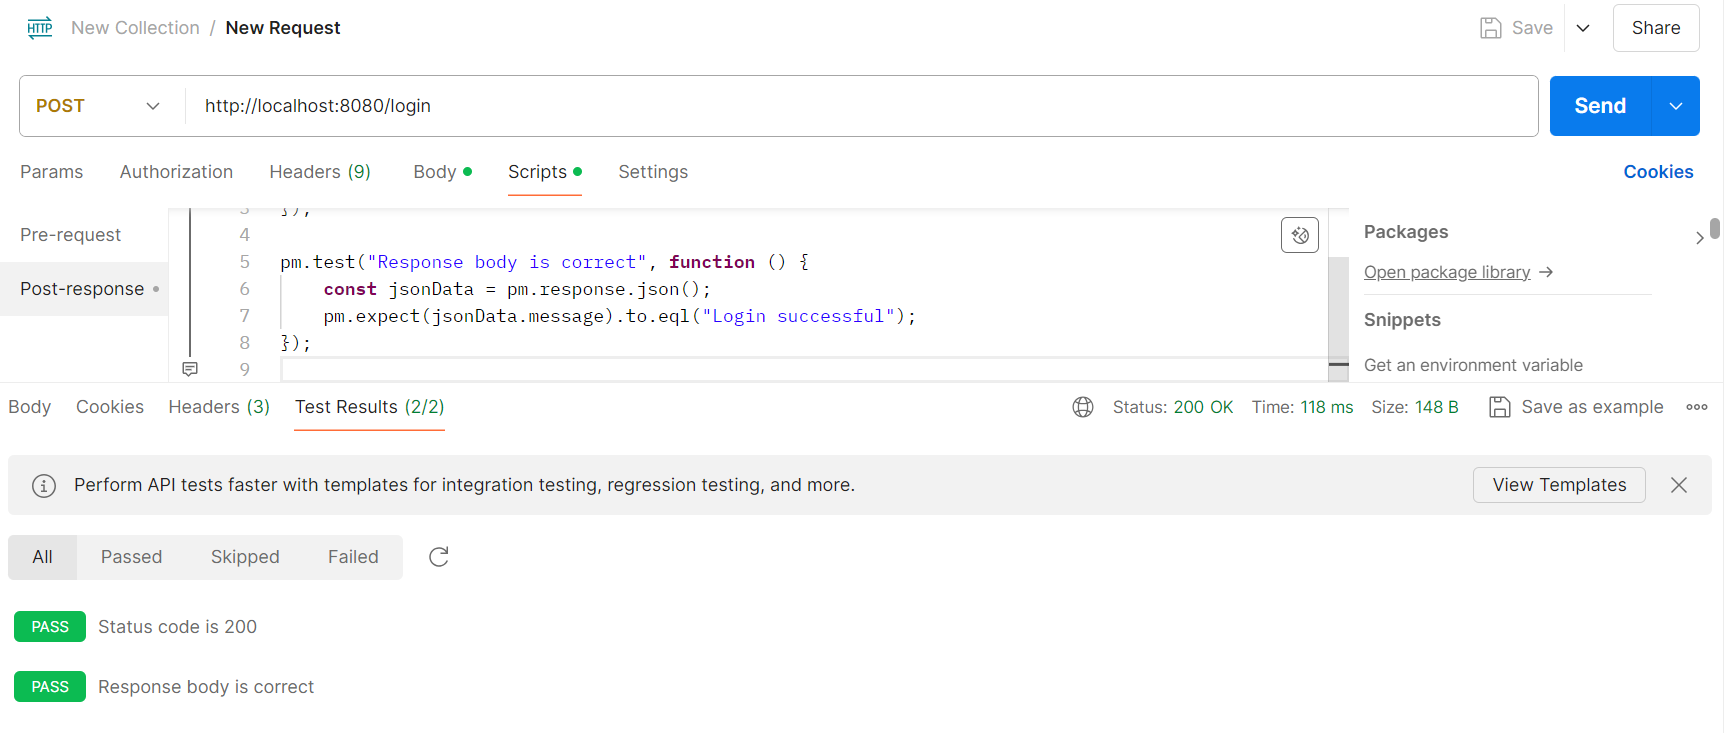 HTTP New Collection / New Request Save Share
POST http://localhost:8080/login Send
Params Authorization Headers (9) Body Scripts Settings Cookies
Pre-request
Post-response
3 });
4
5 pm.test("Response body is correct", function () {
6 const jsonData = pm.response.json();
7 pm.expect(jsonData.message).to.eql("Login successful");
8 });
9
Packages
Open package library →
Snippets
Get an environment variable
Body Cookies Headers (3) Test Results (2/2) Status: 200 OK Time: 118 ms Size: 148 B Save as example
Perform API tests faster with templates for integration testing, regression testing, and more. View Templates
All Passed Skipped Failed
PASS Status code is 200
PASS Response body is correct